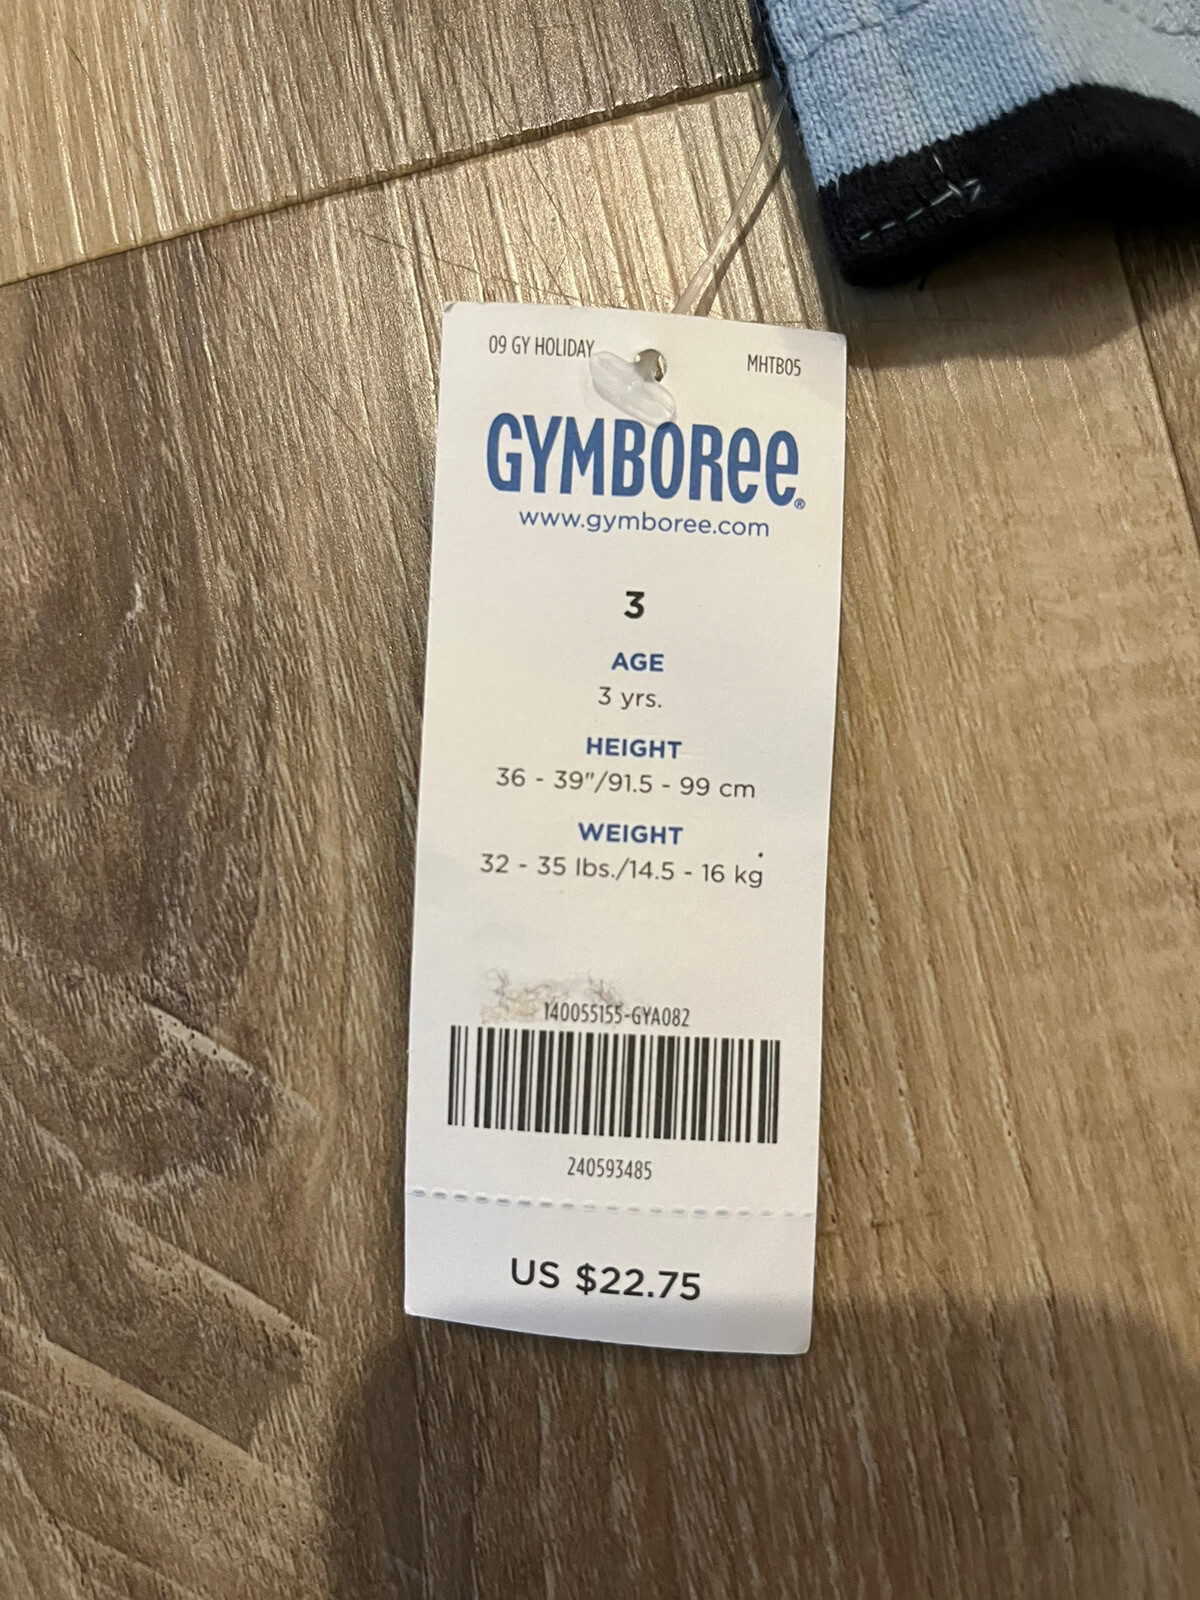 09 GY HOLIDAY
MHTB05
GYMBOREE®
www.gymboree.com
3
AGE
3 yrs.
HEIGHT
36 - 39"/91.5 - 99 cm
WEIGHT
32 - 35 lbs./14.5 - 16 kg
140055155-GYA082
240593485
US $22.75